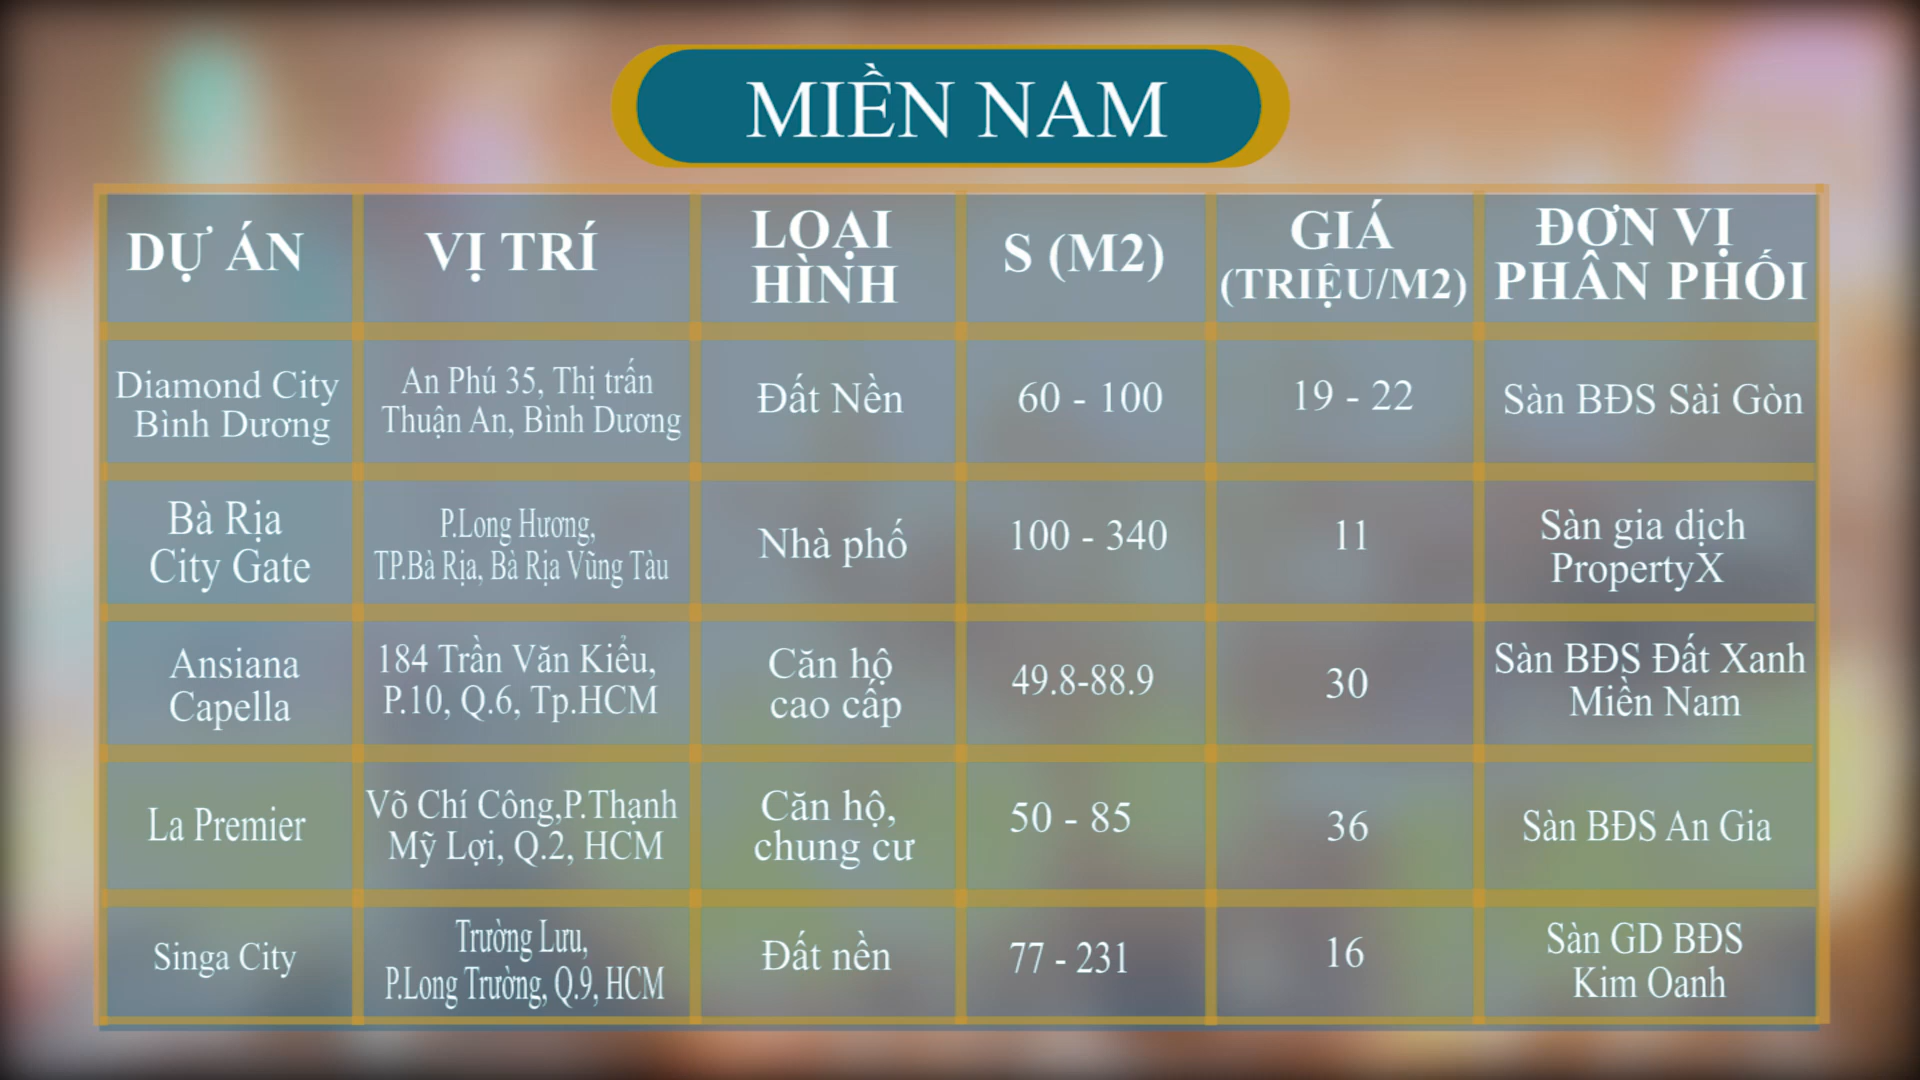 MIỀN NAM
DỰ ÁN
VỊ TRÍ
LOẠI
HÌNH
S (M2)
GIÁ
(TRIỆU/M2)
ĐƠN VỊ
PHÂN PHỐI
Diamond City
Bình Dương
An Phú 35, Thị trấn
Thuận An, Bình Dương
Đất Nền
60 - 100
19 - 22
Sàn BĐS Sài Gòn
Bà Rịa
City Gate
P.Long Hương,
TP.Bà Rịa, Bà Rịa Vũng Tàu
Nhà phố
100 - 340
11
Sàn gia dịch
PropertyX
Ansiana
Capella
184 Trần Văn Kiểu,
P.10, Q.6, Tp.HCM
Căn hộ
cao cấp
49.8-88.9
30
Sàn BĐS Đất Xanh
Miền Nam
La Premier
Võ Chí Công,P.Thạnh
Mỹ Lợi, Q.2, HCM
Căn hộ,
chung cư
50 - 85
36
Sàn BĐS An Gia
Singa City
Trường Lưu,
P.Long Trường, Q.9, HCM
Đất nền
77 - 231
16
Sàn GD BĐS
Kim Oanh